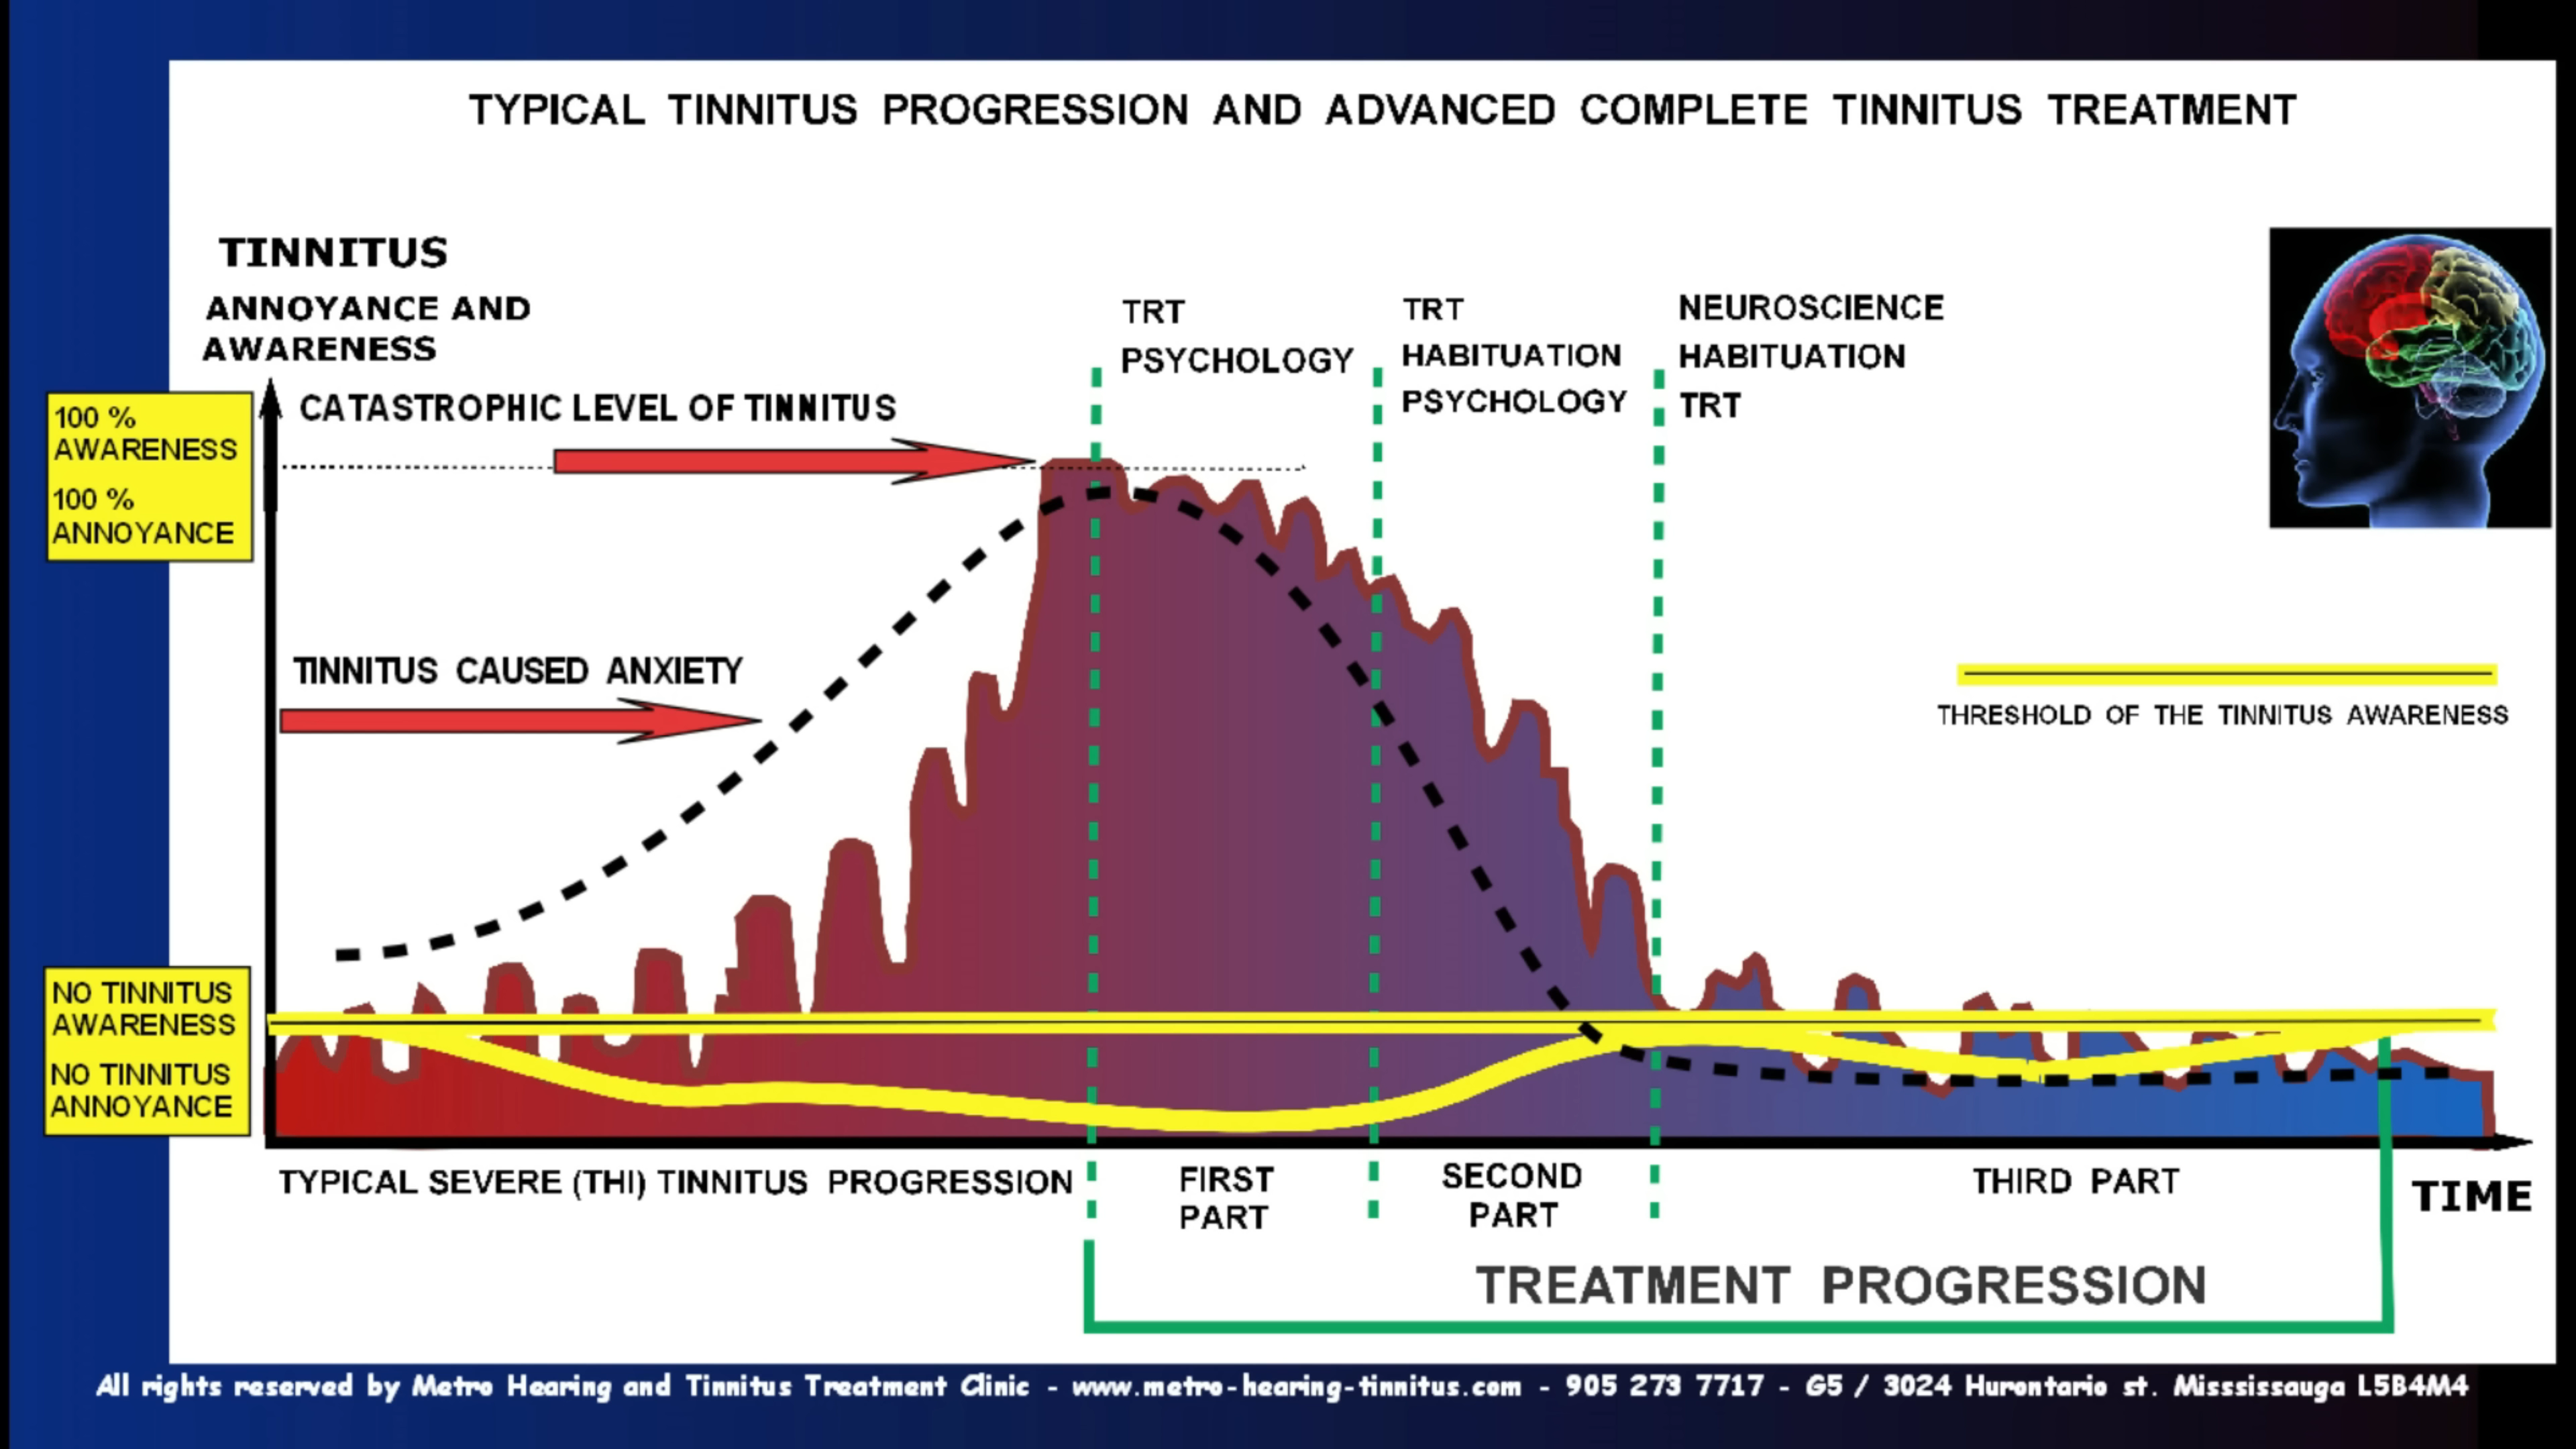 TYPICAL TINNITUS PROGRESSION AND ADVANCED COMPLETE TINNITUS TREATMENT
TINNITUS
ANNOYANCE AND
AWARENESS
100 %
AWARENESS
100 %
ANNOYANCE
CATASTROPHIC LEVEL OF TINNITUS
TRT
PSYCHOLOGY
TRT
HABITUATION
PSYCHOLOGY
NEUROSCIENCE
HABITUATION
TRT
TINNITUS CAUSED ANXIETY
THRESHOLD OF THE TINNITUS AWARENESS
NO TINNITUS
AWARENESS
NO TINNITUS
ANNOYANCE
TYPICAL SEVERE (THI) TINNITUS PROGRESSION
FIRST
PART
SECOND
PART
THIRD PART
TIME
TREATMENT PROGRESSION
All rights reserved by Metro Hearing and Tinnitus Treatment Clinic - www.metro-hearing-tinnitus.com - 905 273 7717 - G5 / 3024 Hurontario st. Misssissauga L5B4M4